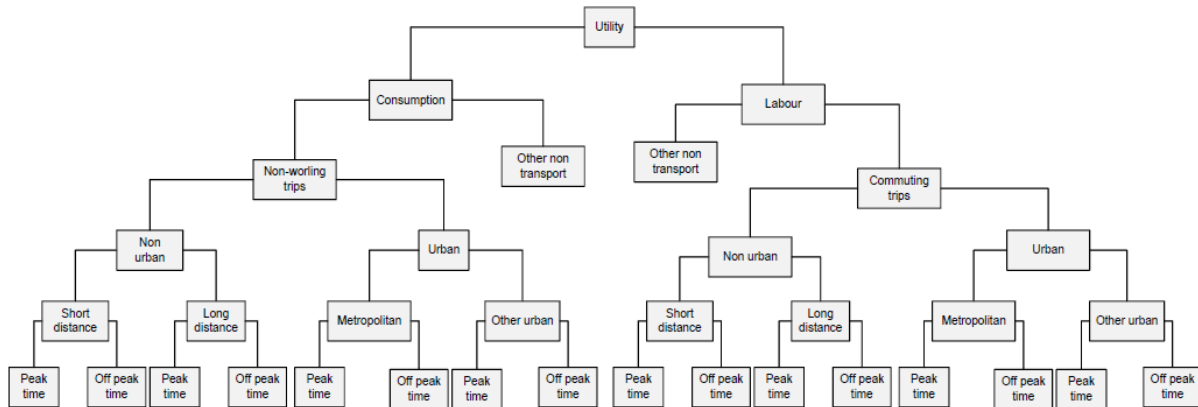 Utility
Consumption
Labour
Other non
transport
Other non
transport
Non-worling
trips
Commuting
trips
Non
urban
Urban
Non urban
Urban
Short
distance
Long
distance
Metropolitan
Other urban
Short
distance
Long
distance
Metropolitan
Other urban
Peak
time
Off peak
time
Peak
time
Off peak
time
Peak
time
Off peak
time
Peak
time
Off peak
time
Peak
time
Off peak
time
Peak
time
Off peak
time
Peak
time
Off peak
time
Peak
time
Off peak
time